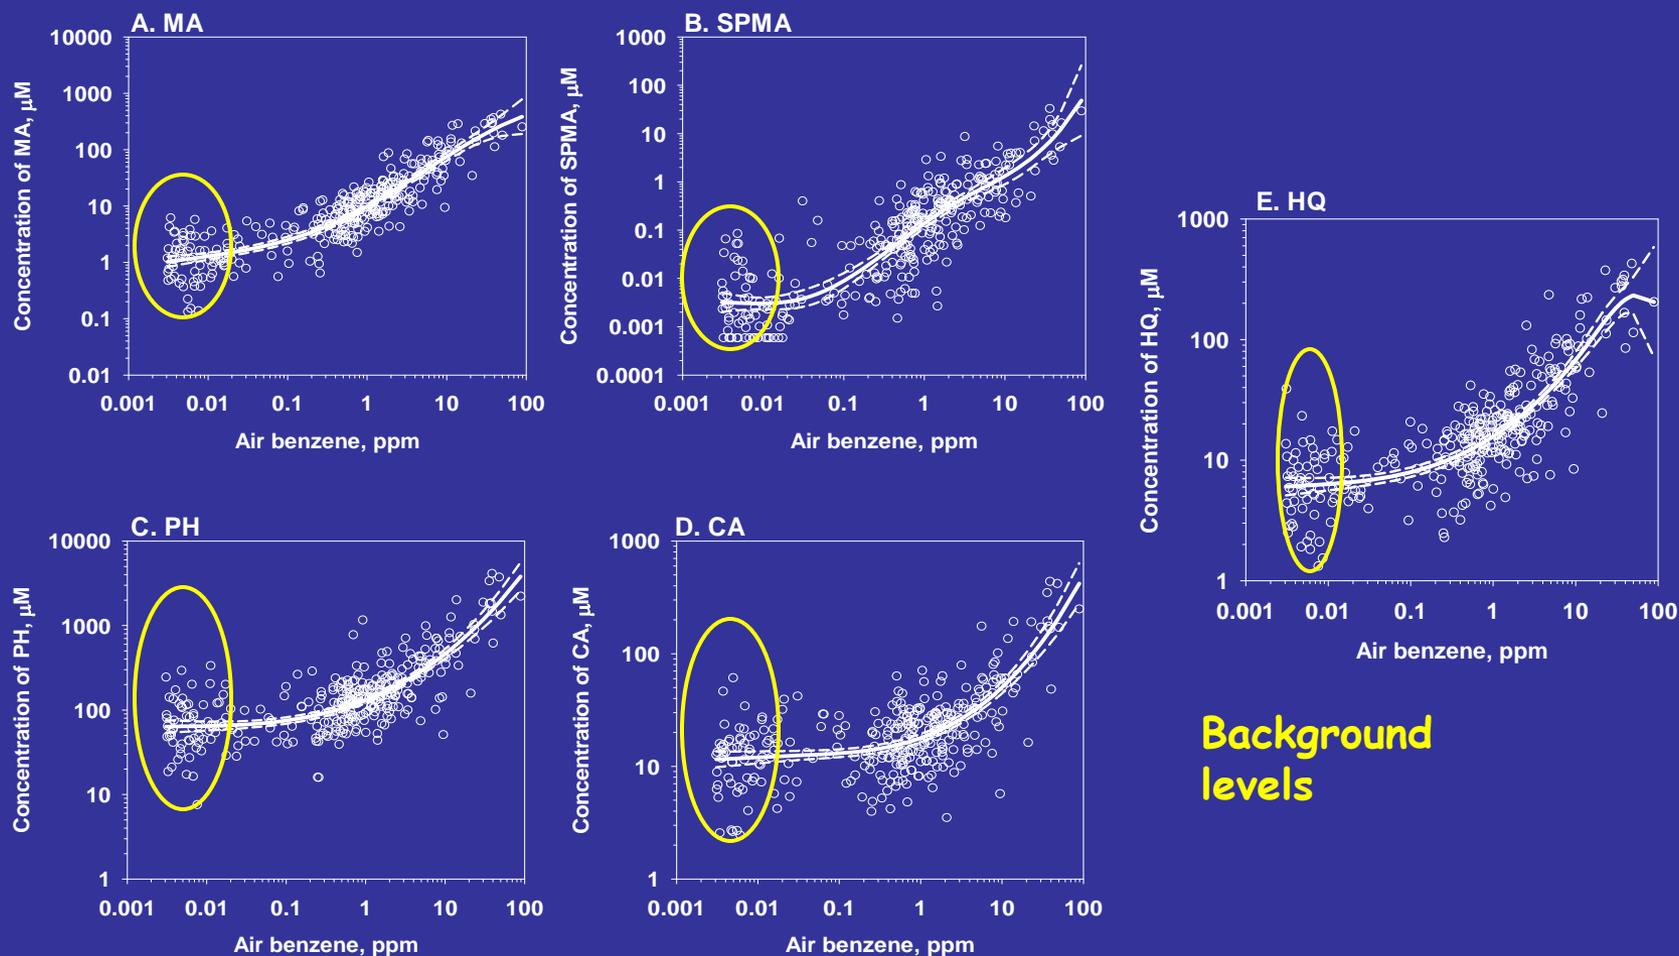 A. MA
10000
1000
100
10
1
0.1
0.01
Concentration of MA, μM
0.001 0.01 0.1 1 10 100
Air benzene, ppm
B. SPMA
1000
100
10
1
0.1
0.01
0.001
0.0001
Concentration of SPMA, μM
0.001 0.01 0.1 1 10 100
Air benzene, ppm
C. PH
10000
1000
100
10
1
Concentration of PH, μM
0.001 0.01 0.1 1 10 100
Air benzene, ppm
D. CA
1000
100
10
1
Concentration of CA, μM
0.001 0.01 0.1 1 10 100
Air benzene, ppm
E. HQ
1000
100
10
1
Concentration of HQ, μM
0.001 0.01 0.1 1 10 100
Air benzene, ppm
Background
levels